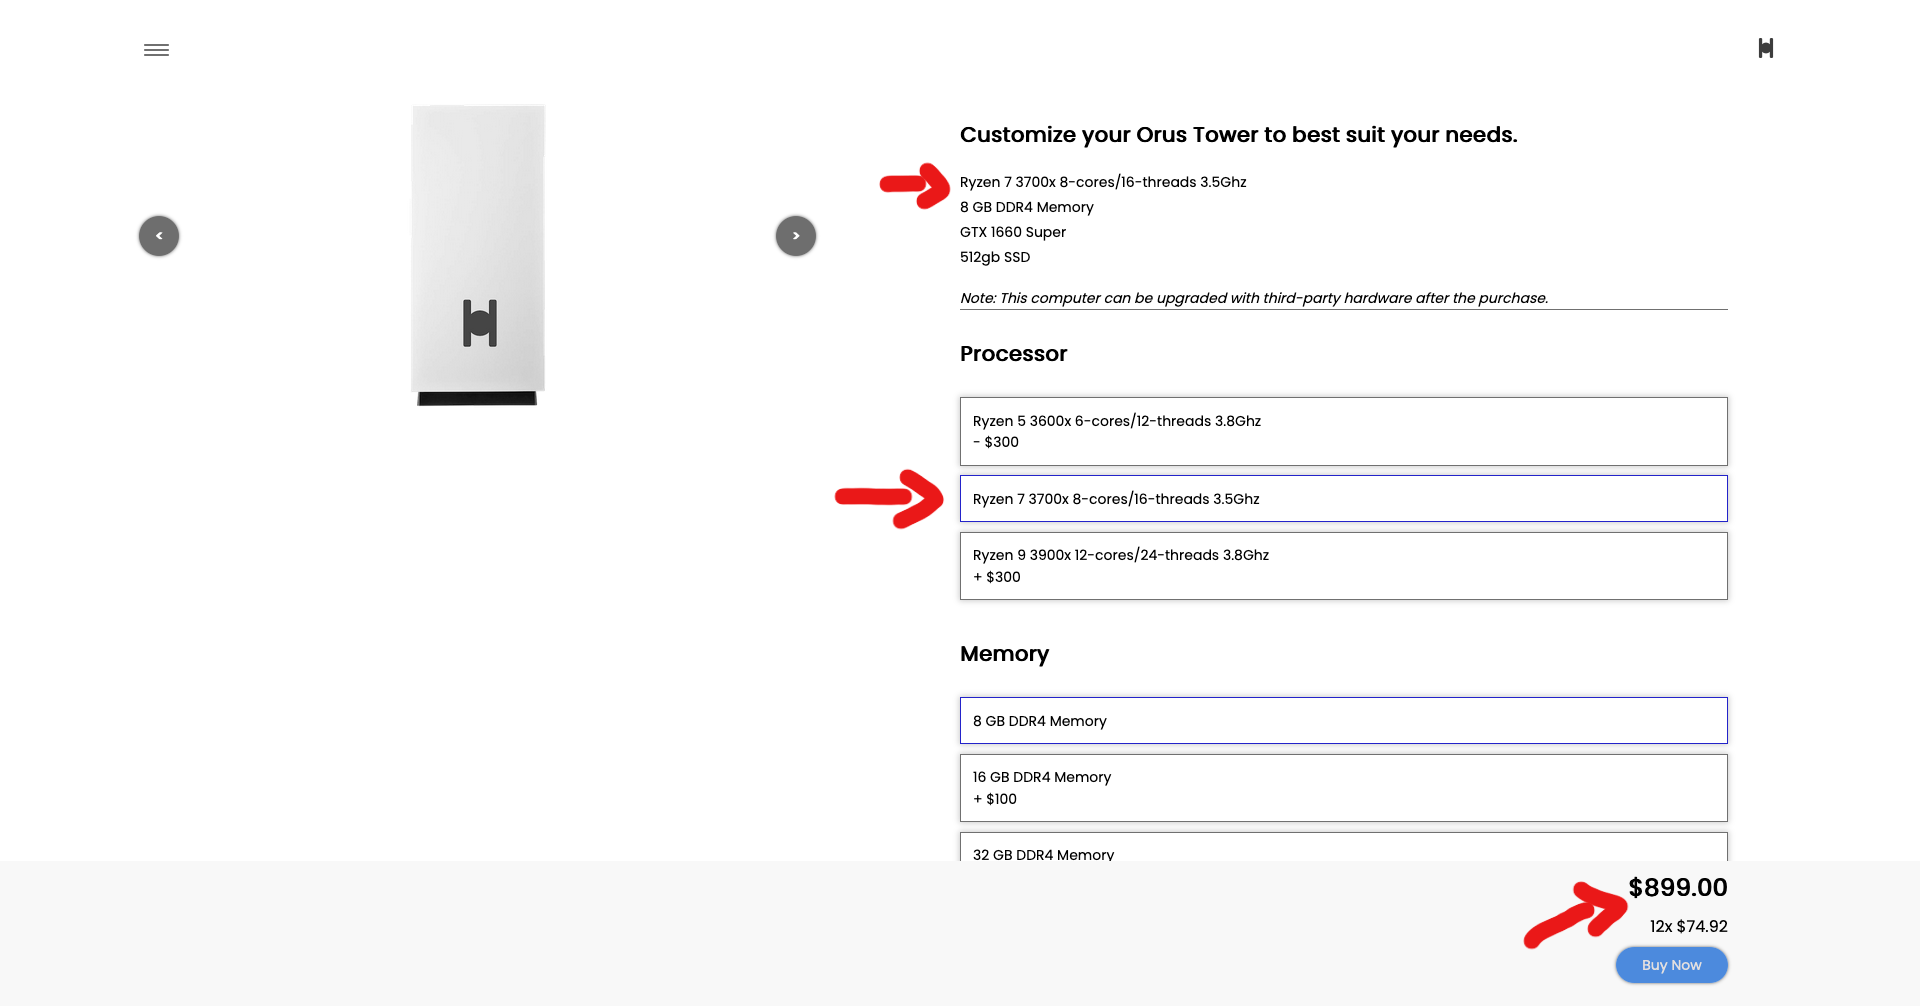 Customize your Orus Tower to best suit your needs.
Ryzen 7 3700x 8-cores/16-threads 3.5Ghz
8 GB DDR4 Memory
GTX 1660 Super
512gb SSD
Note: This computer can be upgraded with third-party hardware after the purchase.
Processor
Ryzen 5 3600x 6-cores/12-threads 3.8Ghz
- $300
Ryzen 7 3700x 8-cores/16-threads 3.5Ghz
Ryzen 9 3900x 12-cores/24-threads 3.8Ghz
+ $300
Memory
8 GB DDR4 Memory
16 GB DDR4 Memory
+ $100
32 GB DDR4 Memory
$899.00
12x $74.92
Buy Now